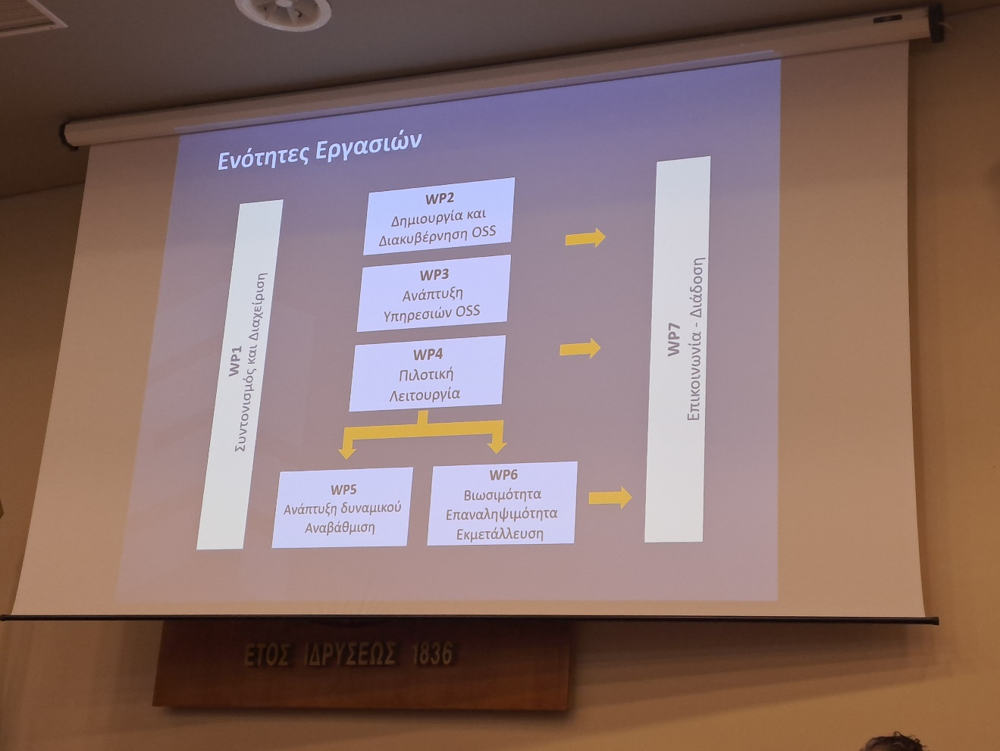 Ενότητες Εργασιών
WP1
Συντονισμός και Διαχείριση
WP2
Δημιουργία και
Διακυβέρνηση OSS
WP3
Ανάπτυξη
Υπηρεσιών OSS
WP4
Πιλοτική
Λειτουργία
WP5
Ανάπτυξη δυναμικού
Αναβάθμιση
WP6
Βιωσιμότητα
Επαναληψιμότητα
Εκμετάλλευση
WP7
Επικοινωνία - Διάδοση
ΕΤΟΣ ΙΔΡΥΣΕΩΣ 1836